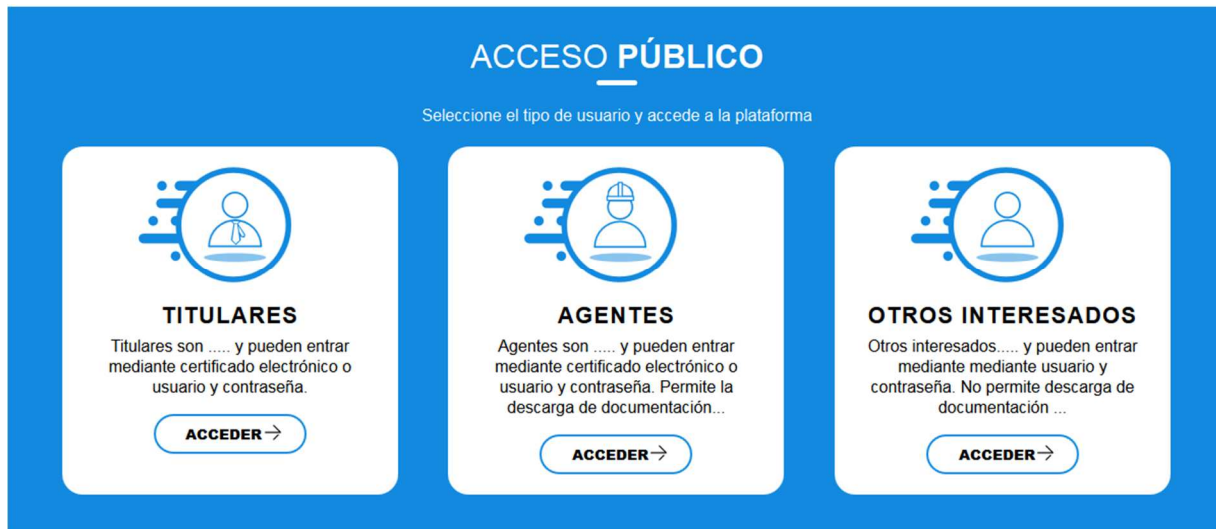 ACCESO PÚBLICO
Seleccione el tipo de usuario y accede a la plataforma
TITULARES
Titulares son ..... y pueden entrar
mediante certificado electrónico o
usuario y contraseña.
ACCEDER
AGENTES
Agentes son ..... y pueden entrar
mediante certificado electrónico o
usuario y contraseña. Permite la
descarga de documentación...
ACCEDER
OTROS INTERESADOS
Otros interesados..... y pueden entrar
mediante mediante usuario y
contraseña. No permite descarga de
documentación ...
ACCEDER